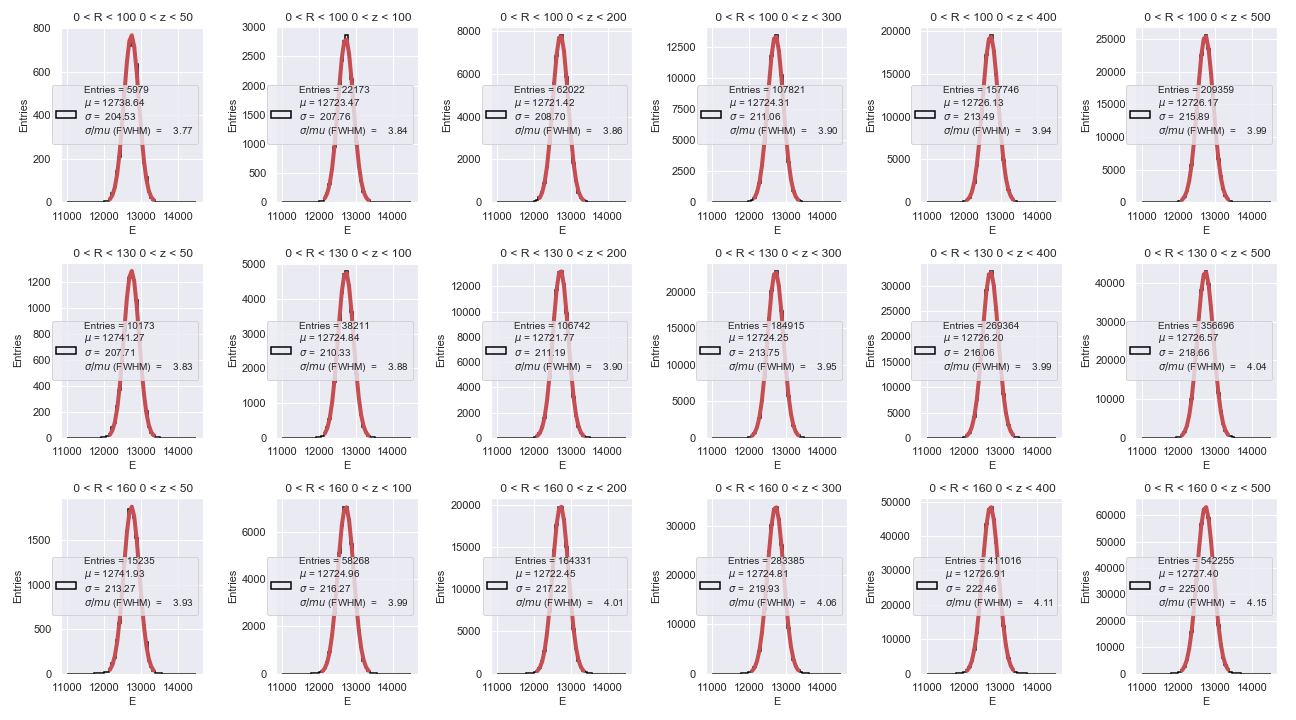 0 < R < 100 0 < z < 50
800
600
400
200
0
Entries
Entries = 5979
μ = 12738.64
σ = 204.53
σ/mu (FWHM) = 3.77
11000 12000 13000 14000
E
0 < R < 100 0 < z < 100
3000
2500
2000
1500
1000
500
0
Entries
Entries = 22173
μ = 12723.47
σ = 207.76
σ/mu (FWHM) = 3.84
11000 12000 13000 14000
E
0 < R < 100 0 < z < 200
8000
6000
4000
2000
0
Entries
Entries = 62022
μ = 12721.42
σ = 208.70
σ/mu (FWHM) = 3.86
11000 12000 13000 14000
E
0 < R < 100 0 < z < 300
12500
10000
7500
5000
2500
0
Entries
Entries = 107821
μ = 12724.31
σ = 211.06
σ/mu (FWHM) = 3.90
11000 12000 13000 14000
E
0 < R < 100 0 < z < 400
20000
15000
10000
5000
0
Entries
Entries = 157746
μ = 12726.13
σ = 213.49
σ/mu (FWHM) = 3.94
11000 12000 13000 14000
E
0 < R < 100 0 < z < 500
25000
20000
15000
10000
5000
0
Entries
Entries = 209359
μ = 12726.17
σ = 215.89
σ/mu (FWHM) = 3.99
11000 12000 13000 14000
E
0 < R < 130 0 < z < 50
1200
1000
800
600
400
200
0
Entries
Entries = 10173
μ = 12741.27
σ = 207.71
σ/mu (FWHM) = 3.83
11000 12000 13000 14000
E
0 < R < 130 0 < z < 100
5000
4000
3000
2000
1000
0
Entries
Entries = 38211
μ = 12724.84
σ = 210.33
σ/mu (FWHM) = 3.88
11000 12000 13000 14000
E
0 < R < 130 0 < z < 200
12000
10000
8000
6000
4000
2000
0
Entries
Entries = 106742
μ = 12721.77
σ = 211.19
σ/mu (FWHM) = 3.90
11000 12000 13000 14000
E
0 < R < 130 0 < z < 300
20000
15000
10000
5000
0
Entries
Entries = 184915
μ = 12724.25
σ = 213.75
σ/mu (FWHM) = 3.95
11000 12000 13000 14000
E
0 < R < 130 0 < z < 400
30000
25000
20000
15000
10000
5000
0
Entries
Entries = 269364
μ = 12726.20
σ = 216.06
σ/mu (FWHM) = 3.99
11000 12000 13000 14000
E
0 < R < 130 0 < z < 500
40000
30000
20000
10000
0
Entries
Entries = 356696
μ = 12726.57
σ = 218.66
σ/mu (FWHM) = 4.04
11000 12000 13000 14000
E
0 < R < 160 0 < z < 50
1500
1000
500
0
Entries
Entries = 15235
μ = 12741.93
σ = 213.27
σ/mu (FWHM) = 3.93
11000 12000 13000 14000
E
0 < R < 160 0 < z < 100
6000
4000
2000
0
Entries
Entries = 58268
μ = 12724.96
σ = 216.27
σ/mu (FWHM) = 3.99
11000 12000 13000 14000
E
0 < R < 160 0 < z < 200
20000
15000
10000
5000
0
Entries
Entries = 164331
μ = 12722.45
σ = 217.22
σ/mu (FWHM) = 4.01
11000 12000 13000 14000
E
0 < R < 160 0 < z < 300
30000
20000
10000
0
Entries
Entries = 283385
μ = 12724.81
σ = 219.93
σ/mu (FWHM) = 4.06
11000 12000 13000 14000
E
0 < R < 160 0 < z < 400
50000
40000
30000
20000
10000
0
Entries
Entries = 411016
μ = 12726.91
σ = 222.46
σ/mu (FWHM) = 4.11
11000 12000 13000 14000
E
0 < R < 160 0 < z < 500
60000
50000
40000
30000
20000
10000
0
Entries
Entries = 542255
μ = 12727.40
σ = 225.00
σ/mu (FWHM) = 4.15
11000 12000 13000 14000
E